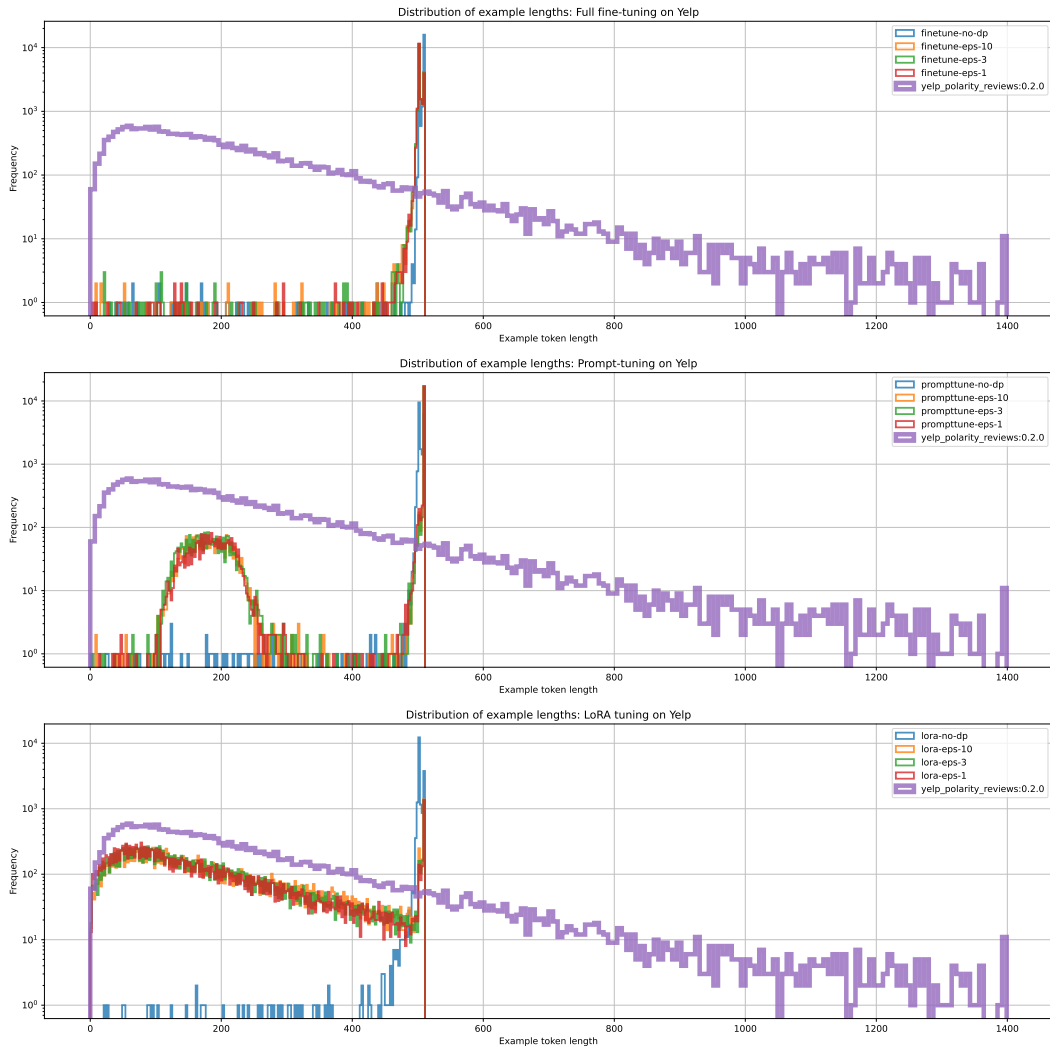 Distribution of example lengths: Full fine-tuning on Yelp
finetune-no-dp
finetune-eps-10
finetune-eps-3
finetune-eps-1
yelp_polarity_reviews:0.2.0
Frequency
10⁴
10³
10²
10¹
10⁰
0 200 400 600 800 1000 1200 1400
Example token length
Distribution of example lengths: Prompt-tuning on Yelp
prompttune-no-dp
prompttune-eps-10
prompttune-eps-3
prompttune-eps-1
yelp_polarity_reviews:0.2.0
Frequency
10⁴
10³
10²
10¹
10⁰
0 200 400 600 800 1000 1200 1400
Example token length
Distribution of example lengths: LoRA tuning on Yelp
lora-no-dp
lora-eps-10
lora-eps-3
lora-eps-1
yelp_polarity_reviews:0.2.0
Frequency
10⁴
10³
10²
10¹
10⁰
0 200 400 600 800 1000 1200 1400
Example token length